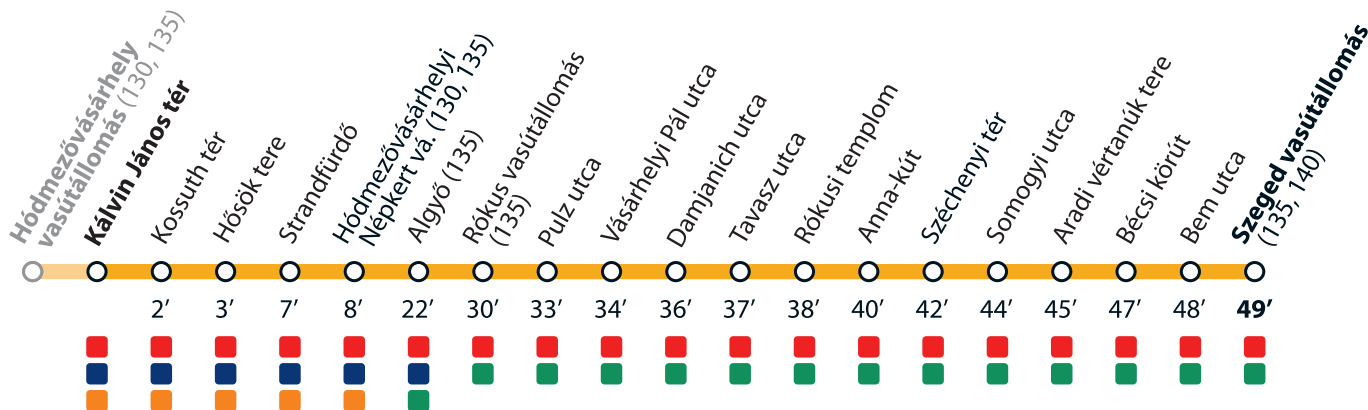 Hódmezővásárhely
vasútállomás (130, 135)
Kálvin János tér
Kossuth tér
Hősök tere
Strandfürdő
Hódmezővásárhelyi
Népkert vá. (130, 135)
Algyő (135)
Rókus vasútállomás
(135)
Pulz utca
Vásárhelyi Pál utca
Damjanich utca
Tavasz utca
Rókusi templom
Anna-kút
Széchenyi tér
Somogyi utca
Aradi vértanúk tere
Bécsi körút
Bem utca
Szeged vasútállomás
(135, 140)
2’ 3’ 7’ 8’ 22’ 30’ 33’ 34’ 36’ 37’ 38’ 40’ 42’ 44’ 45’ 47’ 48’ 49’